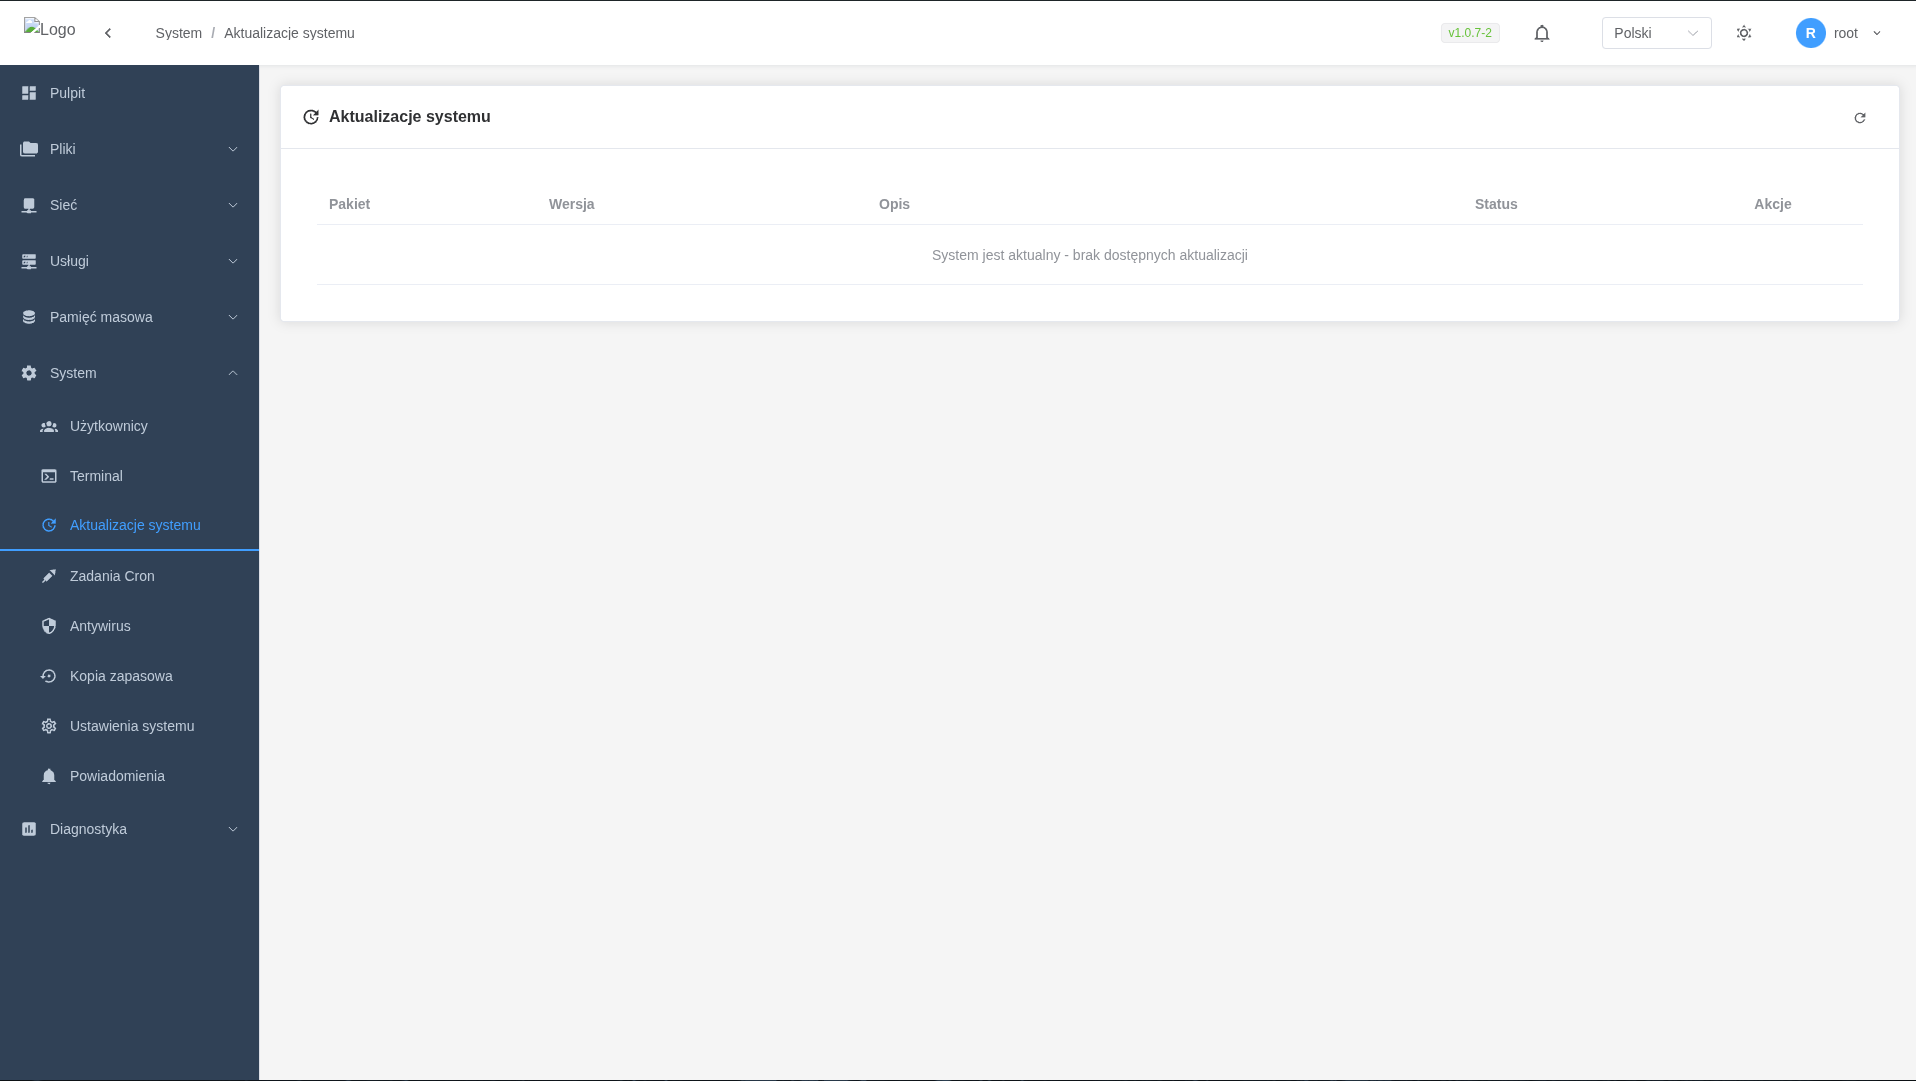 Logo
System / Aktualizacje systemu
v1.0.7-2
Polski
R
root
Pulpit
Pliki
Sieć
Usługi
Pamięć masowa
System
Użytkownicy
Terminal
Aktualizacje systemu
Zadania Cron
Antywirus
Kopia zapasowa
Ustawienia systemu
Powiadomienia
Diagnostyka
Aktualizacje systemu
Pakiet Wersja Opis Status Akcje
System jest aktualny - brak dostępnych aktualizacji